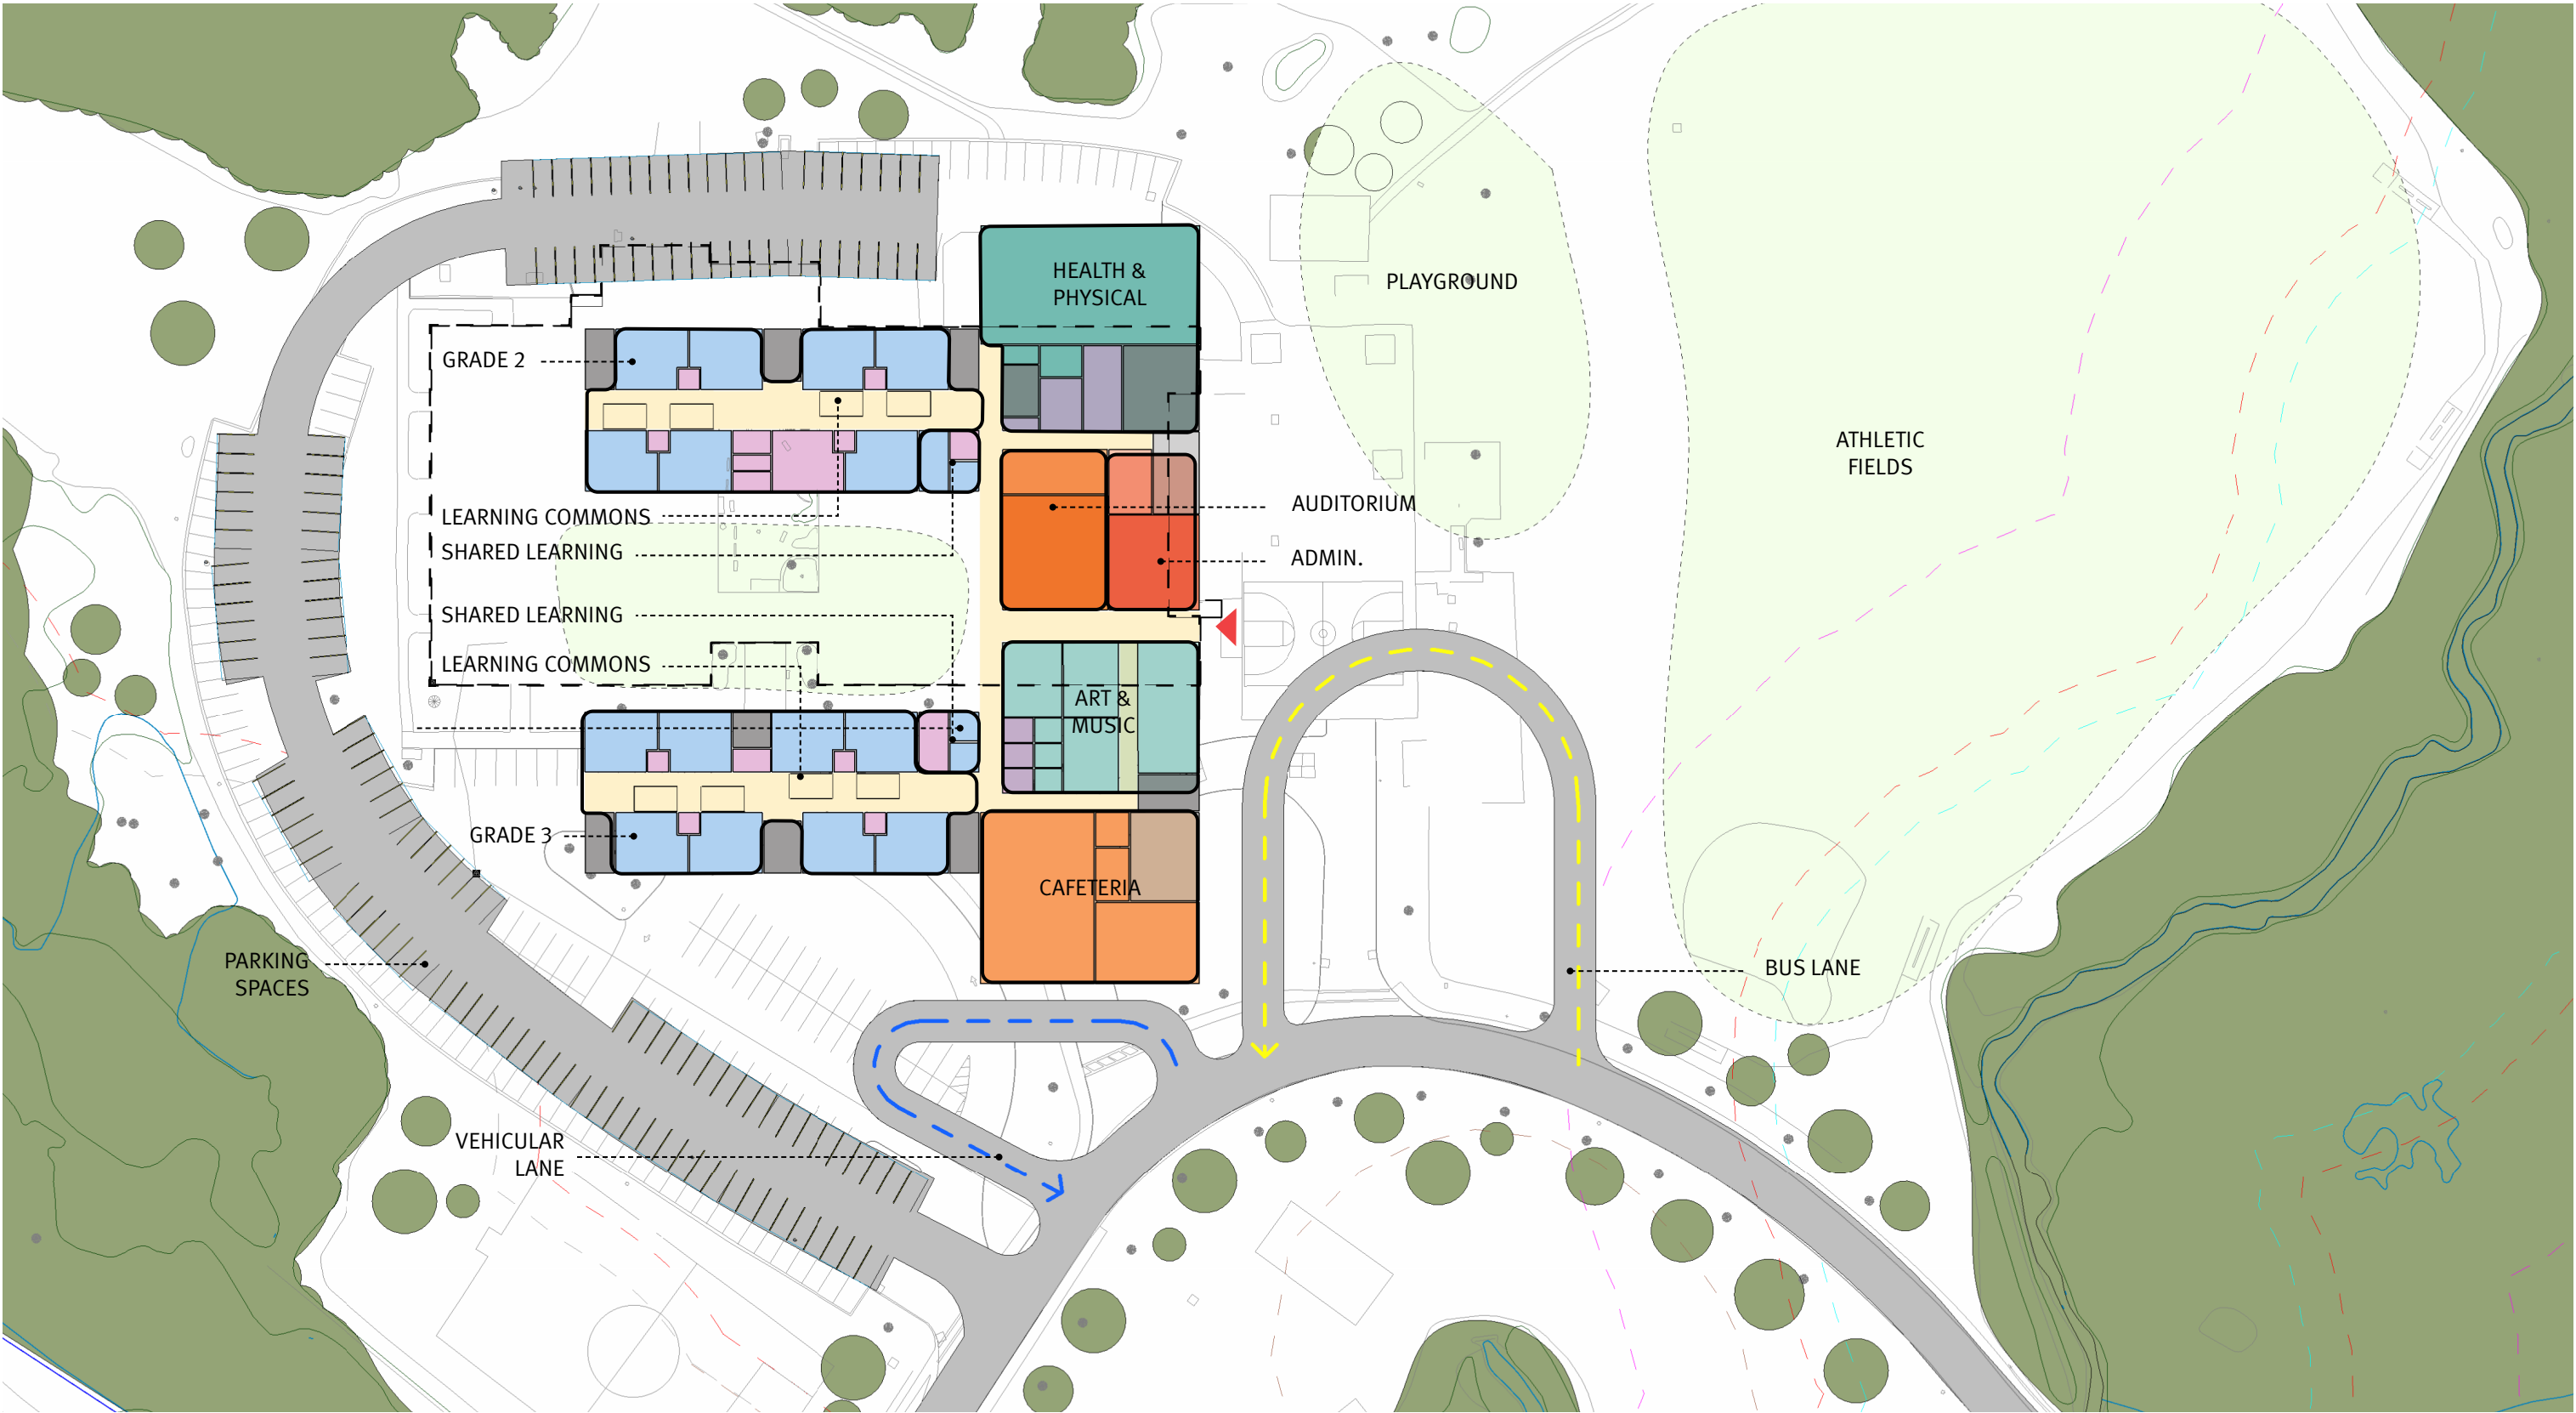 HEALTH &
PHYSICAL
PLAYGROUND
GRADE 2
ATHLETIC
FIELDS
LEARNING COMMONS
AUDITORIUM
SHARED LEARNING
ADMIN.
SHARED LEARNING
LEARNING COMMONS
ART &
MUSIC
GRADE 3
CAFETERIA
PARKING
SPACES
BUS LANE
VEHICULAR
LANE